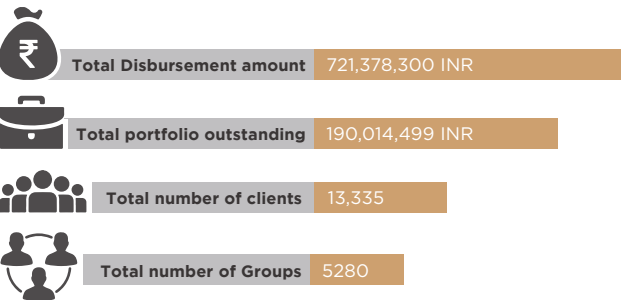 ₹
Total Disbursement amount 721,378,300 INR
Total portfolio outstanding 190,014,499 INR
Total number of clients 13,335
Total number of Groups 5280